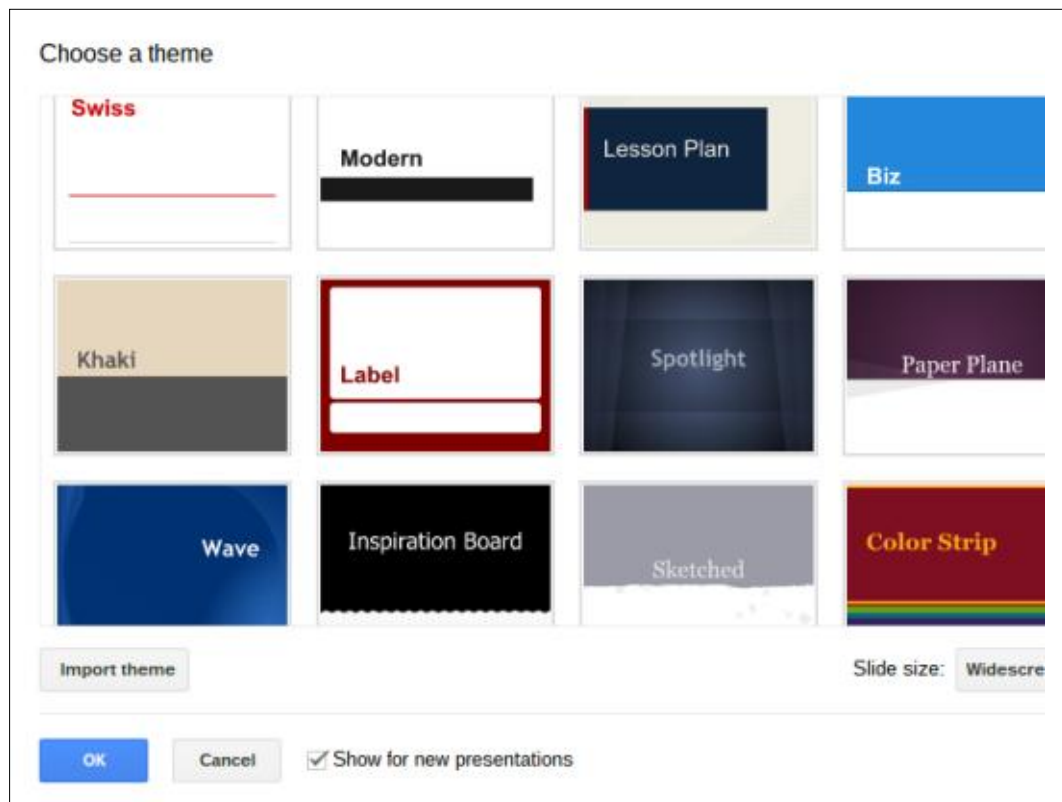 Choose a theme
Swiss
Modern
Lesson Plan
Biz
Khaki
Label
Spotlight
Paper Plane
Wave
Inspiration Board
Sketched
Color Strip
Import theme
Slide size: Widescre
OK
Cancel
Show for new presentations